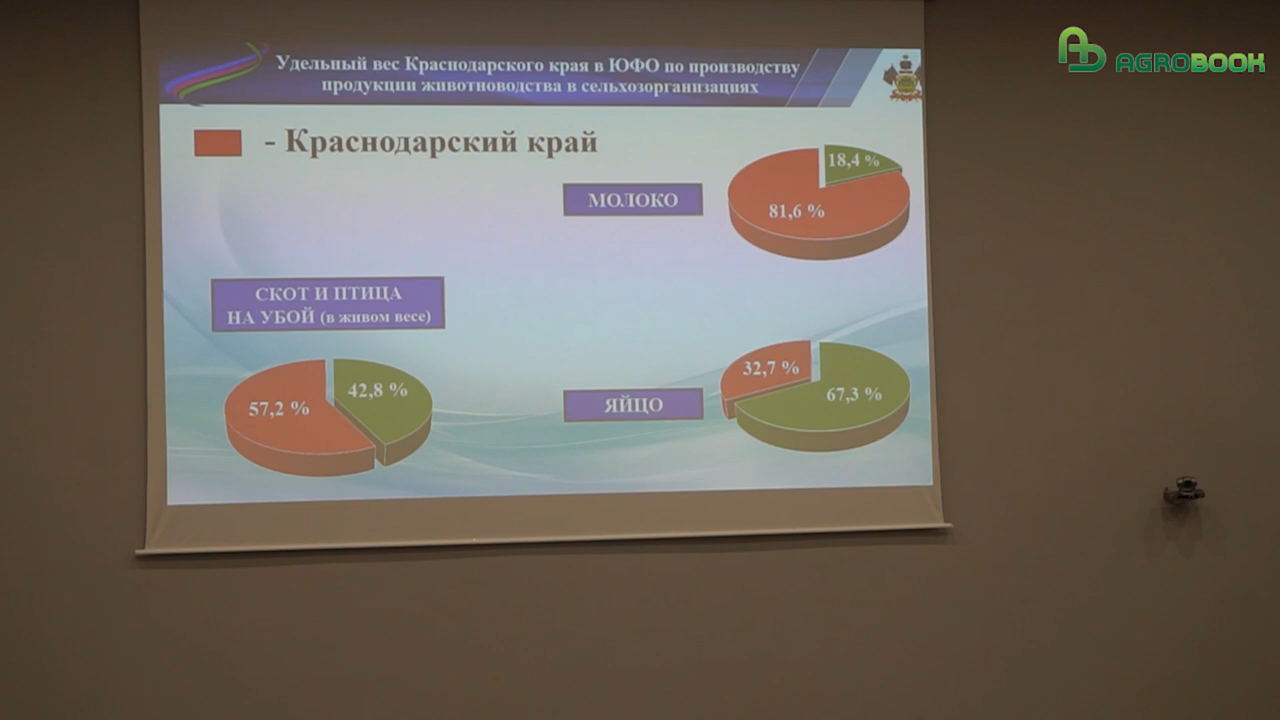 AGROBOOK
Удельный вес Краснодарского края в ЮФО по производству
продукции животноводства в сельхозорганизациях
- Краснодарский край
18,4 %
МОЛОКО
81,6 %
СКОТ И ПТИЦА
НА УБОЙ (в живом весе)
42,8 %
57,2 %
32,7 %
ЯЙЦО
67,3 %